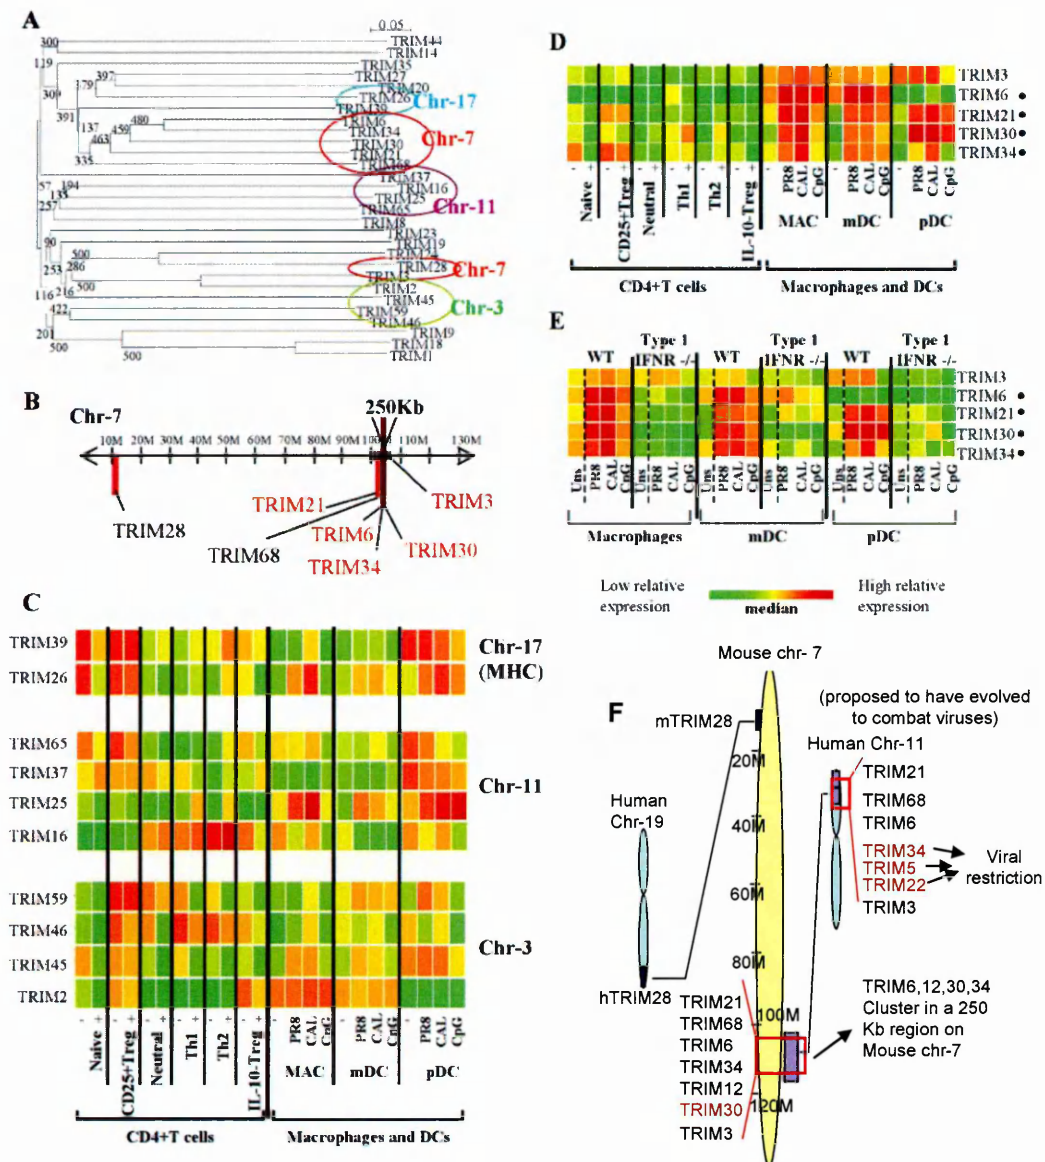 A
0.05
300
TRIM44
TRIM14
119
TRIM35
397
TRIM27
309
179
TRIM20
TRIM26
Chr-17
TRIM39
391
480
TRIM6
137
459
TRIM34
Chr-7
463
TRIM30
TRIM21
335
TRIM68
TRIM37
57
194
TRIM16
135
TRIM25
257
TRIM65
Chr-11
TRIM8
90
TRIM23
TRIM19
500
253
286
TRIM28
Chr-7
500
TRIM2
116
216
TRIM45
Chr-3
422
TRIM59
TRIM46
201
TRIM9
TRIM18
500
500
TRIM1
B
Chr-7
250Kb
10M 20M 30M 40M 50M 60M 70M 80M 90M 110M 130M
TRIM21
TRIM3
TRIM28
TRIM6
TRIM68
TRIM30
TRIM34
C
TRIM39
Chr-17
TRIM26
(MHC)
TRIM65
TRIM37
Chr-11
TRIM25
TRIM16
TRIM59
TRIM46
Chr-3
TRIM45
TRIM2
- + - + - + - + - + - + - PR8 CAL CpG - PR8 CAL CpG - PR8 CAL CpG
Naive CD25+Treg Neutral Th1 Th2 IL-10-Treg MAC mDC pDC
CD4+T cells Macrophages and DCs
D
TRIM3
TRIM6 •
TRIM21 •
TRIM30 •
TRIM34 •
- + - + - + - + - + - + - PR8 CAL CpG - PR8 CAL CpG - PR8 CAL CpG
Naive CD25+Treg Neutral Th1 Th2 IL-10-Treg MAC mDC pDC
CD4+T cells Macrophages and DCs
E
Type 1 Type 1 Type 1
WT IFNR -/- WT IFNR -/- WT IFNR -/-
TRIM3
TRIM6 •
TRIM21 •
TRIM30 •
TRIM34 •
Uns PR8 CAL CpG Uns PR8 CAL CpG Uns PR8 CAL CpG Uns PR8 CAL CpG Uns PR8 CAL CpG Uns PR8 CAL CpG
Macrophages mDC pDC
Low relative
expression
median
High relative
expression
F
Mouse chr- 7
mTRIM28
(proposed to have evolved
to combat viruses)
Human Chr-11
20M
TRIM21
Human
Chr-19
TRIM68
40M
TRIM6
TRIM34
TRIM5
TRIM22
Viral
restriction
60M
TRIM3
80M
hTRIM28
TRIM21
TRIM68
TRIM6
TRIM34
TRIM12
TRIM30
TRIM3
100M
120M
TRIM6,12,30,34
Cluster in a 250
Kb region on
Mouse chr-7